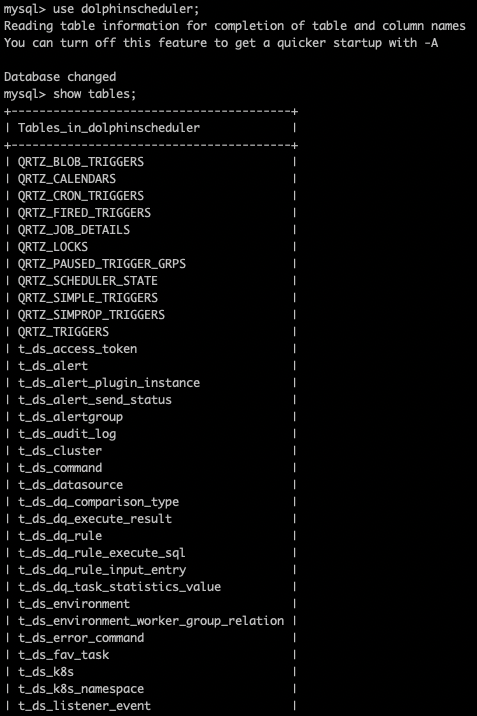 mysql> use dolphinscheduler;
Reading table information for completion of table and column names
You can turn off this feature to get a quicker startup with -A

Database changed
mysql> show tables;
+---------------------------------------+
| Tables_in_dolphinscheduler            |
+---------------------------------------+
| QRTZ_BLOB_TRIGGERS                    |
| QRTZ_CALENDARS                        |
| QRTZ_CRON_TRIGGERS                    |
| QRTZ_FIRED_TRIGGERS                   |
| QRTZ_JOB_DETAILS                      |
| QRTZ_LOCKS                            |
| QRTZ_PAUSED_TRIGGER_GRPS              |
| QRTZ_SCHEDULER_STATE                  |
| QRTZ_SIMPLE_TRIGGERS                  |
| QRTZ_SIMPROP_TRIGGERS                 |
| QRTZ_TRIGGERS                         |
| t_ds_access_token                     |
| t_ds_alert                            |
| t_ds_alert_plugin_instance            |
| t_ds_alert_send_status                |
| t_ds_alertgroup                       |
| t_ds_audit_log                        |
| t_ds_cluster                          |
| t_ds_command                          |
| t_ds_datasource                       |
| t_ds_dq_comparison_type               |
| t_ds_dq_execute_result                |
| t_ds_dq_rule                          |
| t_ds_dq_rule_execute_sql              |
| t_ds_dq_rule_input_entry              |
| t_ds_dq_task_statistics_value         |
| t_ds_environment                      |
| t_ds_environment_worker_group_relation |
| t_ds_error_command                    |
| t_ds_fav_task                         |
| t_ds_k8s                              |
| t_ds_k8s_namespace                    |
| t_ds_listener_event                   |